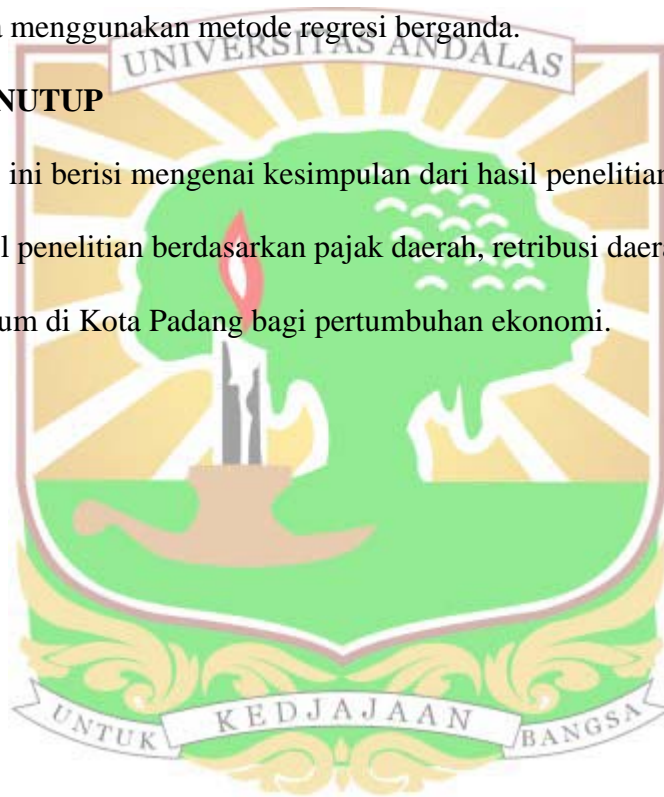 menggunakan metode regresi berganda.
UNIVERSITAS ANDALAS
NUTUP
ini berisi mengenai kesimpulan dari hasil penelitian
l penelitian berdasarkan pajak daerah, retribusi daera
um di Kota Padang bagi pertumbuhan ekonomi.
UNTUK KEDJAJAAN BANGSA